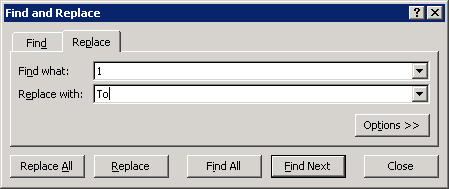 Find and Replace
Find Replace
Find what: 1
Replace with: To
Options >>
Replace All Replace Find All Find Next Close